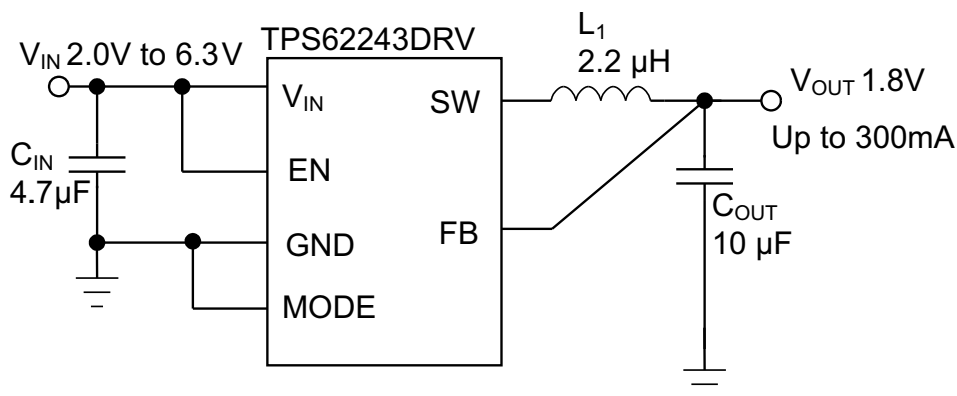 V_IN 2.0V to 6.3V
C_IN
4.7µF
TPS62243DRV
V_IN
EN
GND
MODE
SW
FB
L_1
2.2 µH
V_OUT 1.8V
Up to 300mA
C_OUT
10 µF